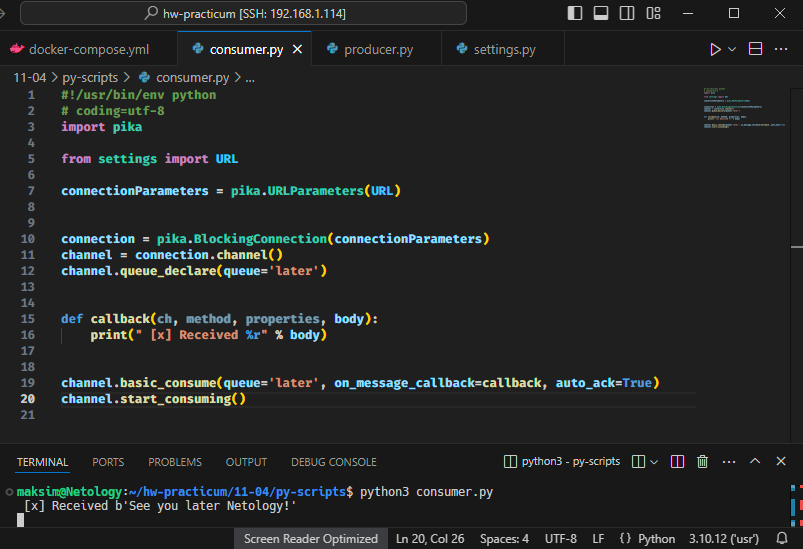 hw-practicum [SSH: 192.168.1.114]
docker-compose.yml
consumer.py
producer.py
settings.py
11-04 > py-scripts > consumer.py > ...
1 #!/usr/bin/env python
2 # coding=utf-8
3 import pika
4
5 from settings import URL
6
7 connectionParameters = pika.URLParameters(URL)
8
9
10 connection = pika.BlockingConnection(connectionParameters)
11 channel = connection.channel()
12 channel.queue_declare(queue='later')
13
14
15 def callback(ch, method, properties, body):
16     print(" [x] Received %r" % body)
17
18
19 channel.basic_consume(queue='later', on_message_callback=callback, auto_ack=True)
20 channel.start_consuming()
21
TERMINAL PORTS PROBLEMS OUTPUT DEBUG CONSOLE python3 - py-scripts
maksim@Netology:~/hw-practicum/11-04/py-scripts$ python3 consumer.py
 [x] Received b'See you later Netology!'
Screen Reader Optimized Ln 20, Col 26 Spaces: 4 UTF-8 LF {} Python 3.10.12 ('usr')